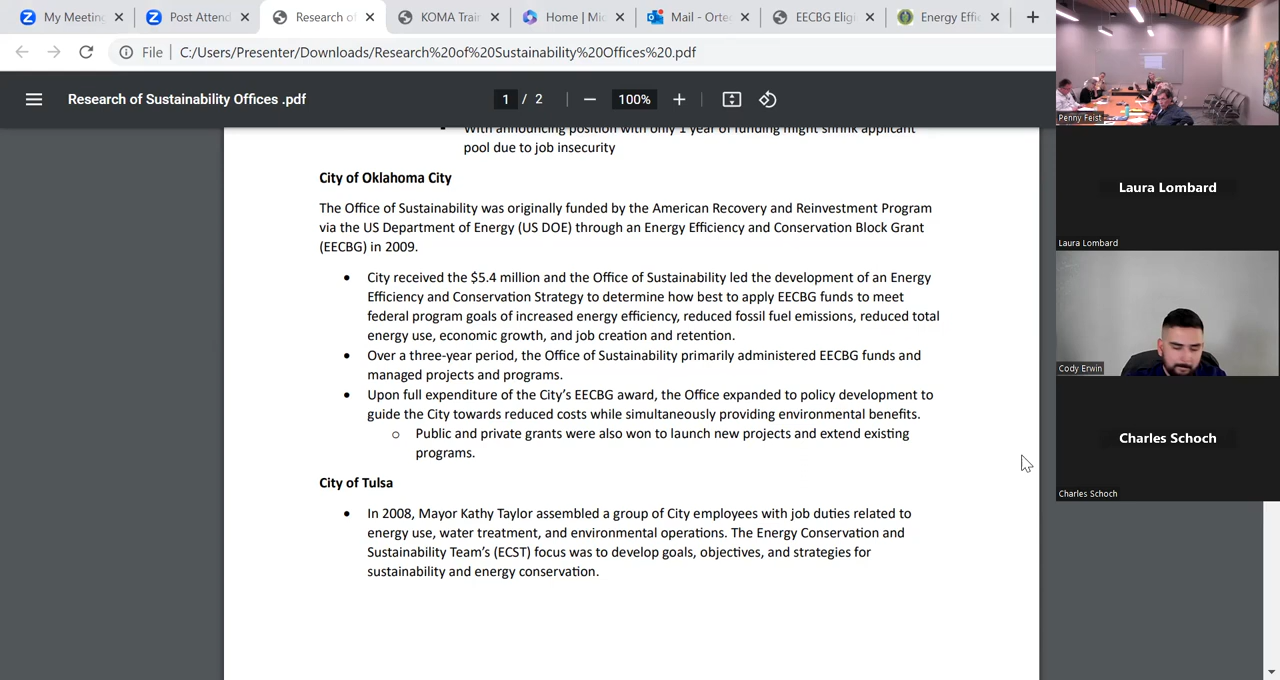 My Meeting
Post Attend
Research of
KOMA Trai
Home | Mic
Mail - Orte
EECBG Elig
Energy Effic
File
C:/Users/Presenter/Downloads/Research%20of%20Sustainability%20Offices%20.pdf
Research of Sustainability Offices .pdf
1 / 2
100%
With announcing position with only 1 year of funding might shrink applicant
pool due to job insecurity
City of Oklahoma City
The Office of Sustainability was originally funded by the American Recovery and Reinvestment Program
via the US Department of Energy (US DOE) through an Energy Efficiency and Conservation Block Grant
(EECBG) in 2009.
City received the $5.4 million and the Office of Sustainability led the development of an Energy
Efficiency and Conservation Strategy to determine how best to apply EECBG funds to meet
federal program goals of increased energy efficiency, reduced fossil fuel emissions, reduced total
energy use, economic growth, and job creation and retention.
Over a three-year period, the Office of Sustainability primarily administered EECBG funds and
managed projects and programs.
Upon full expenditure of the City's EECBG award, the Office expanded to policy development to
guide the City towards reduced costs while simultaneously providing environmental benefits.
Public and private grants were also won to launch new projects and extend existing
programs.
City of Tulsa
In 2008, Mayor Kathy Taylor assembled a group of City employees with job duties related to
energy use, water treatment, and environmental operations. The Energy Conservation and
Sustainability Team's (ECST) focus was to develop goals, objectives, and strategies for
sustainability and energy conservation.
Penny Feist
Laura Lombard
Laura Lombard
Cody Erwin
Charles Schoch
Charles Schoch